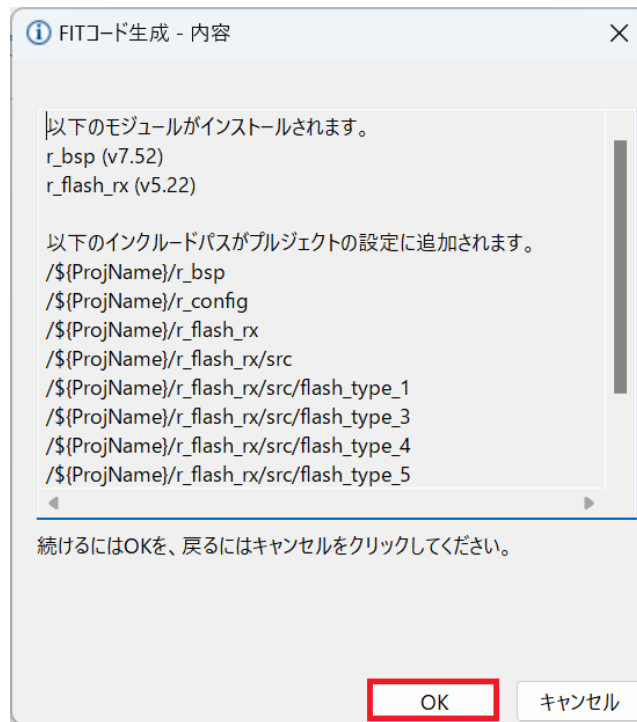 FITコード生成 - 内容
以下のモジュールがインストールされます。
r_bsp (v7.52)
r_flash_rx (v5.22)
以下のインクルードパスがプルジェクトの設定に追加されます。
/${ProjName}/r_bsp
/${ProjName}/r_config
/${ProjName}/r_flash_rx
/${ProjName}/r_flash_rx/src
/${ProjName}/r_flash_rx/src/flash_type_1
/${ProjName}/r_flash_rx/src/flash_type_3
/${ProjName}/r_flash_rx/src/flash_type_4
/${ProjName}/r_flash_rx/src/flash_type_5
続けるにはOKを、戻るにはキャンセルをクリックしてください。
OK
キャンセル